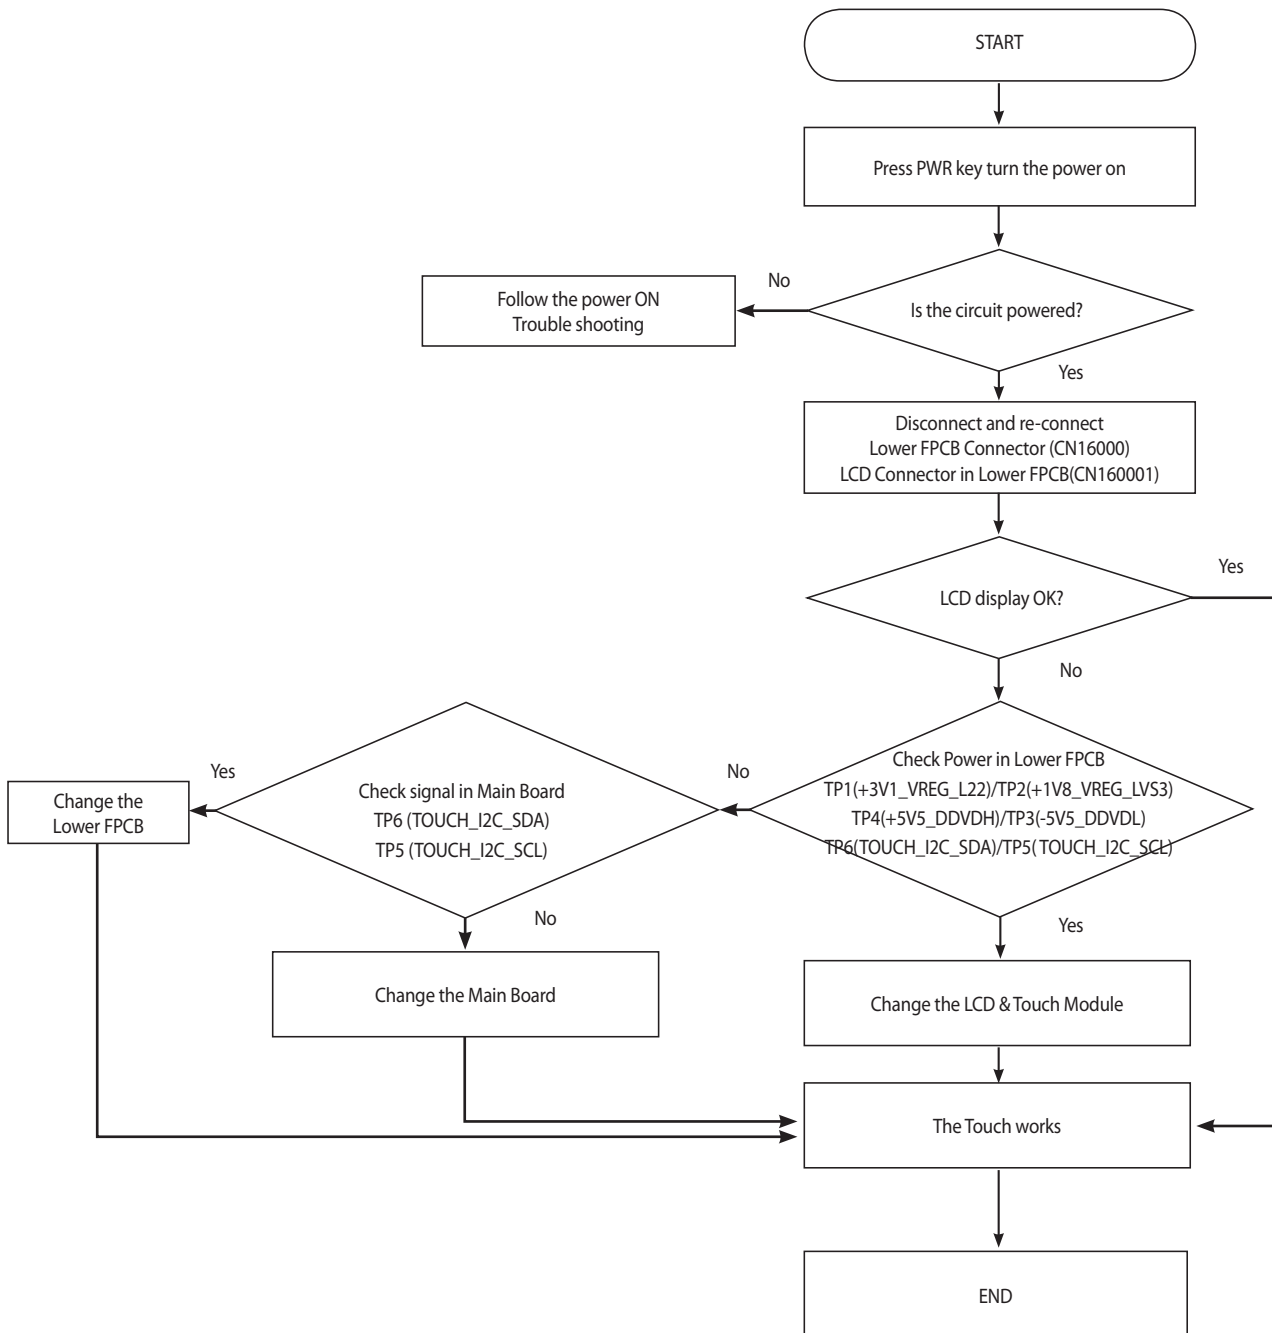 START
Press PWR key turn the power on
Is the circuit powered?
No
Follow the power ON
Trouble shooting
Yes
Disconnect and re-connect
Lower FPCB Connector (CN16000)
LCD Connector in Lower FPCB(CN160001)
LCD display OK?
Yes
No
Check Power in Lower FPCB
TP1(+3V1_VREG_L22)/TP2(+1V8_VREG_LVS3)
TP4(+5V5_DDVDH)/TP3(-5V5_DDVDL)
TP6(TOUCH_I2C_SDA)/TP5( TOUCH_I2C_SCL)
No
Check signal in Main Board
TP6 (TOUCH_I2C_SDA)
TP5 (TOUCH_I2C_SCL)
Yes
Change the
Lower FPCB
No
Change the Main Board
Yes
Change the LCD & Touch Module
The Touch works
END